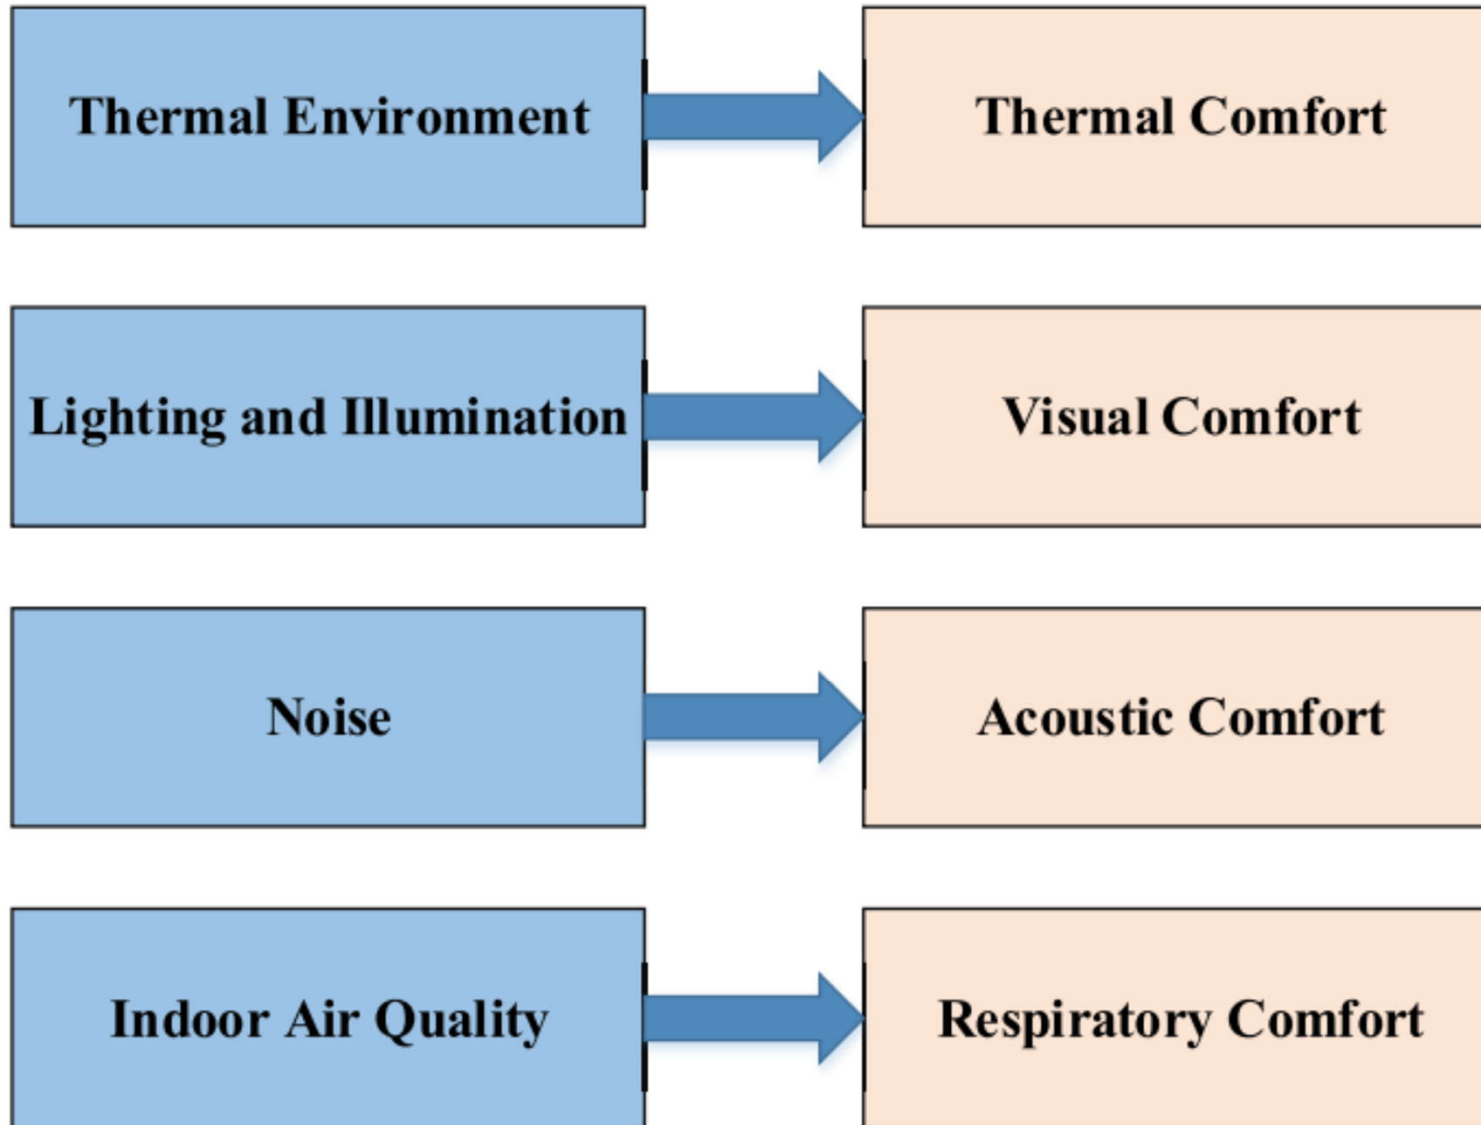 Thermal Environment
Thermal Comfort
Lighting and Illumination
Visual Comfort
Noise
Acoustic Comfort
Indoor Air Quality
Respiratory Comfort